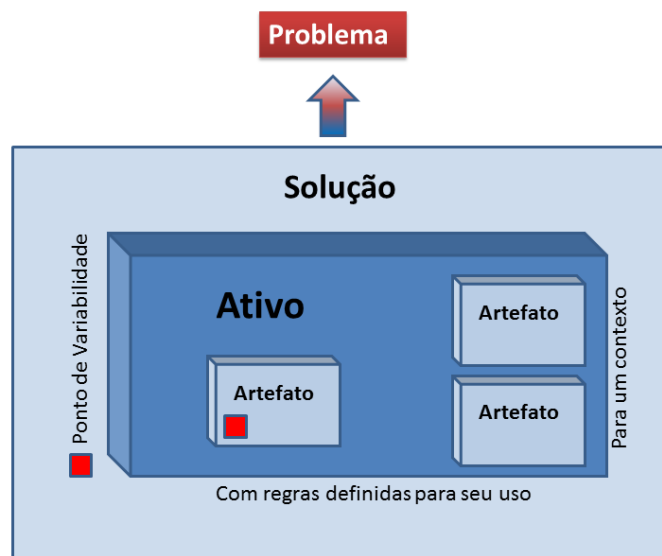 Problema
Solução
Ponto de Variabilidade
Ativo
Artefato
Artefato
Artefato
Para um contexto
Com regras definidas para seu uso